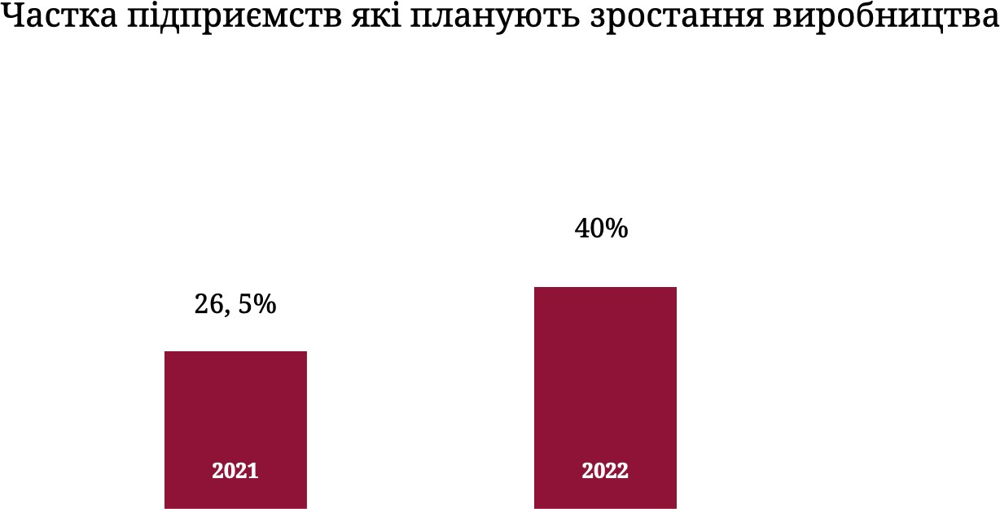 Частка підприємств які планують зростання виробництва
40%
26, 5%
2021
2022